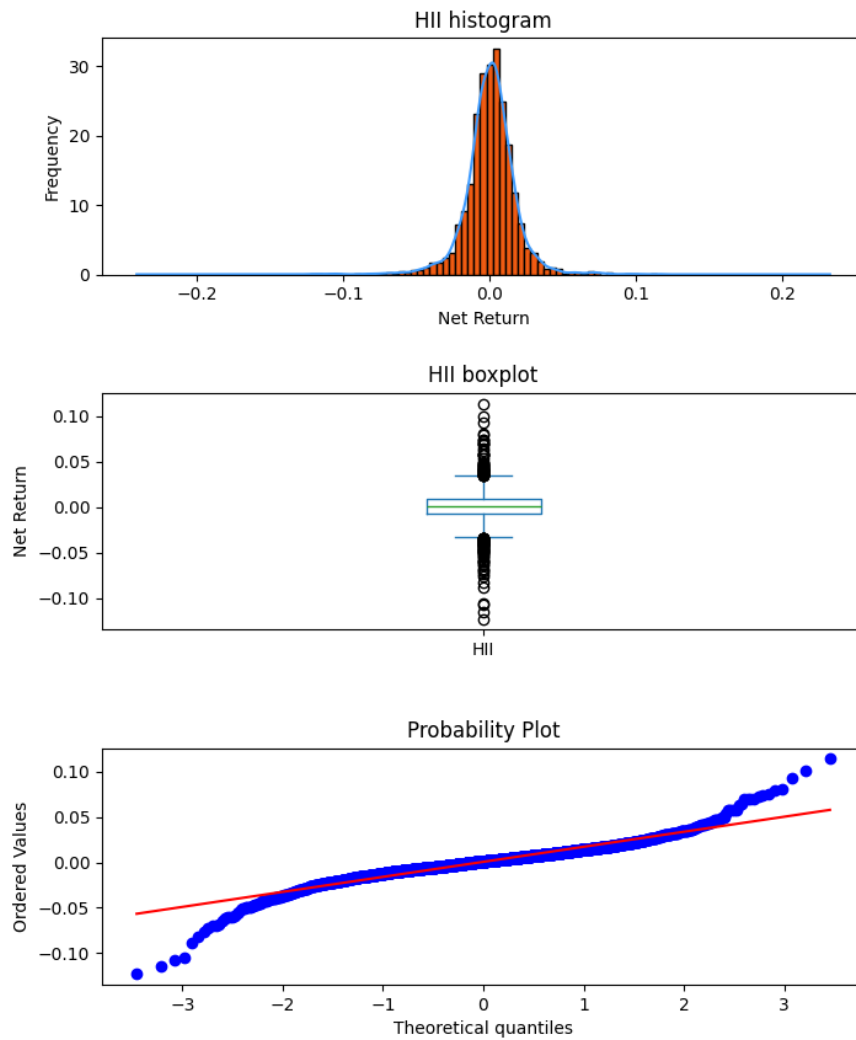 HII histogram
30
20
10
0
Frequency
−0.2 −0.1 0.0 0.1 0.2
Net Return
HII boxplot
0.10
0.05
0.00
−0.05
−0.10
Net Return
HII
Probability Plot
0.10
0.05
0.00
−0.05
−0.10
Ordered Values
−3 −2 −1 0 1 2 3
Theoretical quantiles